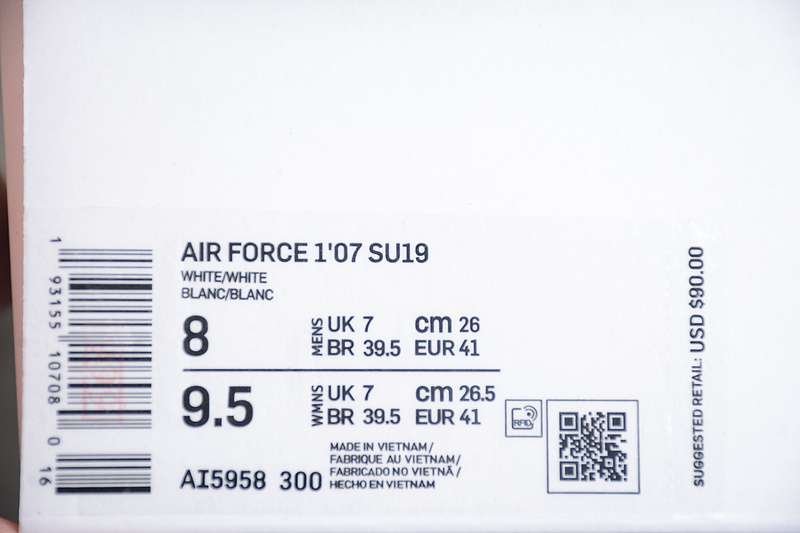 AIR FORCE 1'07 SU19
WHITE/WHITE
BLANC/BLANC
8 MENS UK 7 cm 26
BR 39.5 EUR 41
9.5 WMNS UK 7 cm 26.5
BR 39.5 EUR 41
RFID
MADE IN VIETNAM/
FABRIQUE AU VIETNAM/
FABRICADO NO VIETNÃ/
HECHO EN VIETNAM
AI5958 300
1 93155 10708 0 16
SUGGESTED RETAIL: USD $90.00